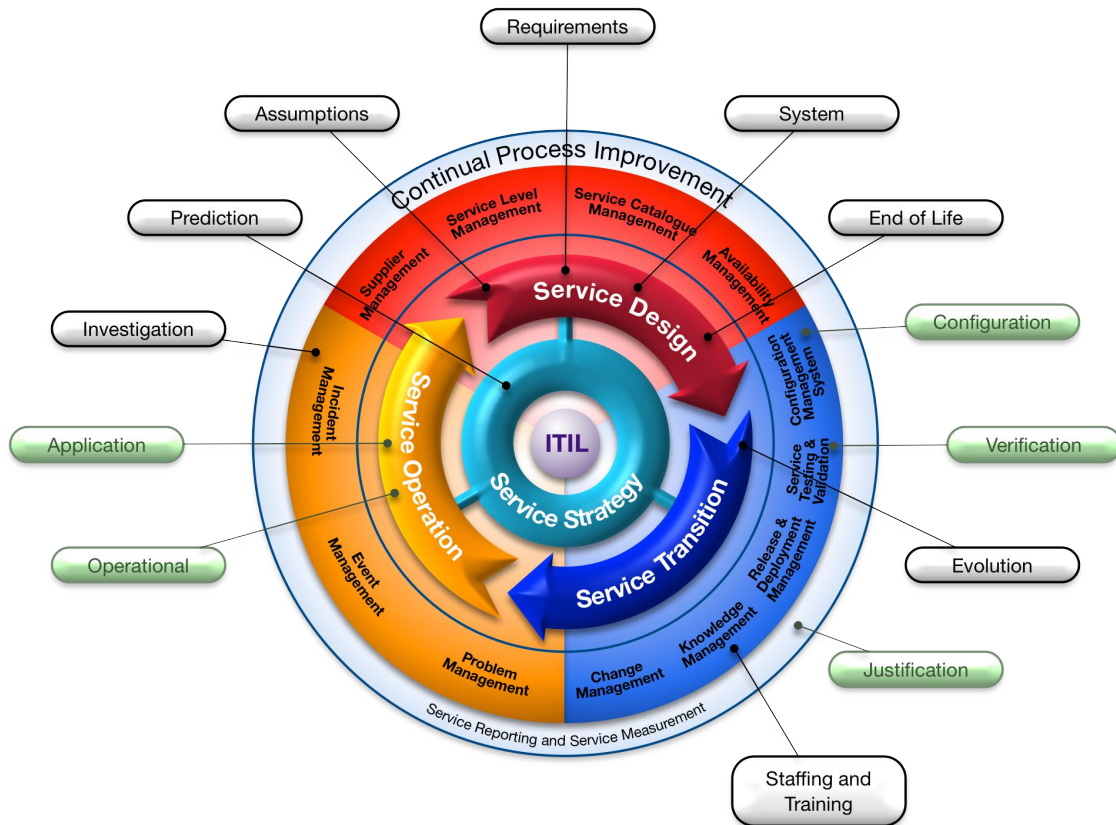 Requirements
Assumptions
System
Continual Process Improvement
Prediction
End of Life
Service Level
Management
Service Catalogue
Management
Supplier
Management
Availability
Management
Service Design
Investigation
Configuration
Configuration
Management
System
Incident
Management
Service Operation
ITIL
Service Strategy
Application
Verification
Service
Testing &
Validation
Service Transition
Release &
Deployment
Management
Operational
Evolution
Event
Management
Knowledge
Management
Justification
Problem
Management
Change
Management
Service Reporting and Service Measurement
Staffing and
Training